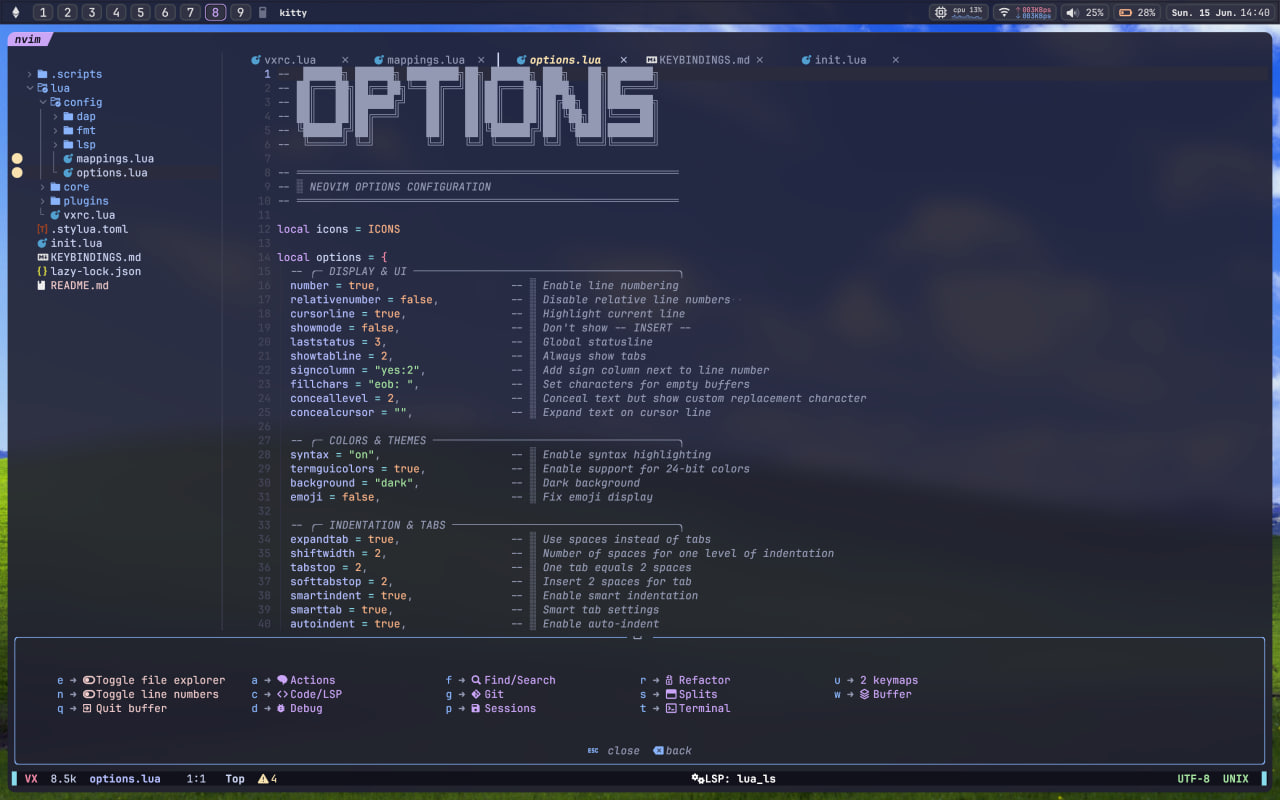 1 2 3 4 5 6 7 8 9 kitty cpu 13% 003KBps 003KBps 25% 28% Sun. 15 Jun. 14:40
nvim
vxrc.lua × mappings.lua × options.lua × KEYBINDINGS.md × init.lua ×
.scripts
lua
config
dap
fmt
lsp
mappings.lua
options.lua
core
plugins
vxrc.lua
.stylua.toml
init.lua
KEYBINDINGS.md
{} lazy-lock.json
README.md
OPTIONS
1 --
2 --
3 --
4 --
5 --
6 --
7
8 --
9 -- NEOVIM OPTIONS CONFIGURATION
10 --
11
12 local icons = ICONS
13
14 local options = {
15 -- DISPLAY & UI
16 number = true, -- Enable line numbering
17 relativenumber = false, -- Disable relative line numbers
18 cursorline = true, -- Highlight current line
19 showmode = false, -- Don't show -- INSERT --
20 laststatus = 3, -- Global statusline
21 showtabline = 2, -- Always show tabs
22 signcolumn = "yes:2", -- Add sign column next to line number
23 fillchars = "eob: ", -- Set characters for empty buffers
24 conceallevel = 2, -- Conceal text but show custom replacement character
25 concealcursor = "", -- Expand text on cursor line
26
27 -- COLORS & THEMES
28 syntax = "on", -- Enable syntax highlighting
29 termguicolors = true, -- Enable support for 24-bit colors
30 background = "dark", -- Dark background
31 emoji = false, -- Fix emoji display
32
33 -- INDENTATION & TABS
34 expandtab = true, -- Use spaces instead of tabs
35 shiftwidth = 2, -- Number of spaces for one level of indentation
36 tabstop = 2, -- One tab equals 2 spaces
37 softtabstop = 2, -- Insert 2 spaces for tab
38 smartindent = true, -- Enable smart indentation
39 smarttab = true, -- Smart tab settings
40 autoindent = true, -- Enable auto-indent
e → Toggle file explorer a → Actions f → Find/Search r → Refactor u → 2 keymaps
n → Toggle line numbers c → Code/LSP g → Git s → Splits w → Buffer
q → Quit buffer d → Debug p → Sessions t → Terminal
ESC close back
VX 8.5k options.lua 1:1 Top 4 LSP: lua_ls UTF-8 UNIX